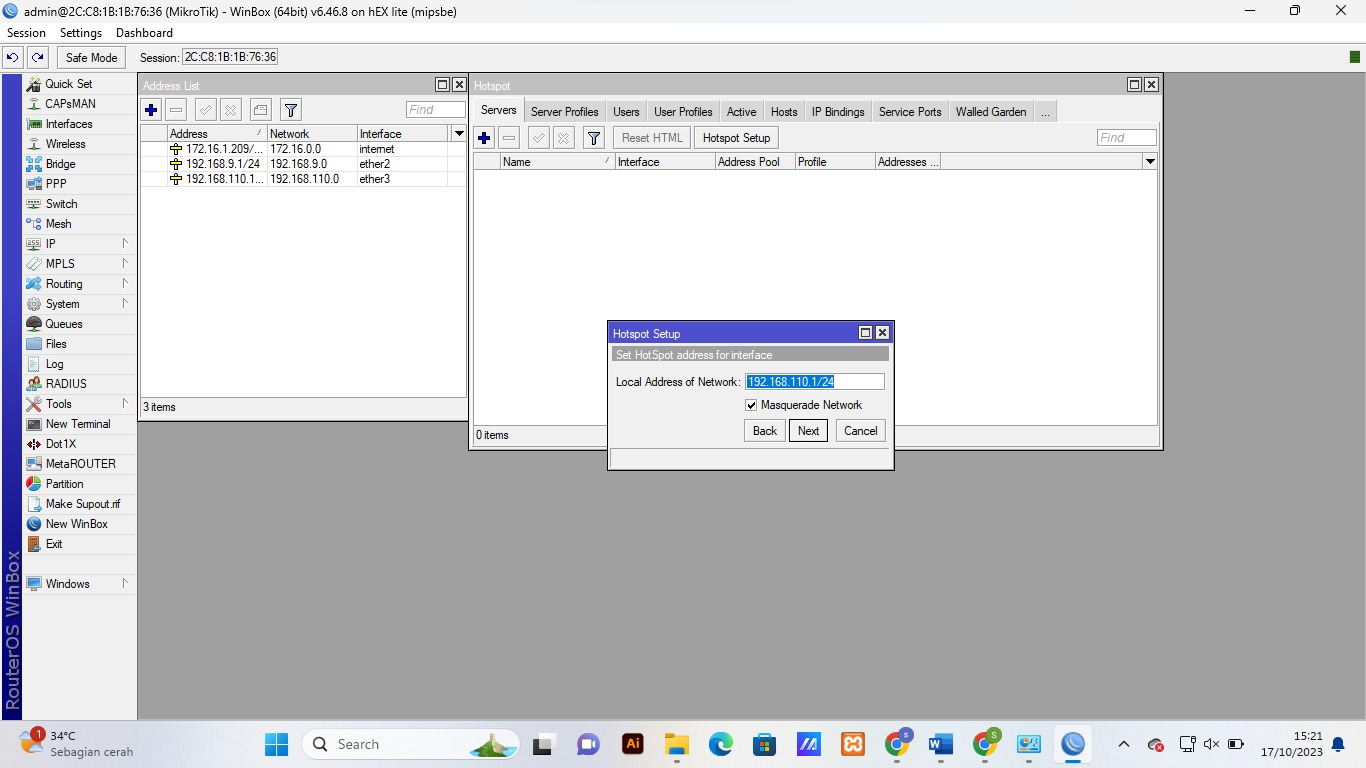 admin@2C:C8:1B:1B:76:36 (MikroTik) - WinBox (64bit) v6.46.8 on hEX lite (mipsbe)
Session Settings Dashboard
Safe Mode Session: 2C:C8:1B:1B:76:36
Quick Set
CAPsMAN
Interfaces
Wireless
Bridge
PPP
Switch
Mesh
IP
MPLS
Routing
System
Queues
Files
Log
RADIUS
Tools
New Terminal
Dot1X
MetaROUTER
Partition
Make Supout.rif
New WinBox
Exit
Windows
RouterOS WinBox
Address List
Find
Address Network Interface
172.16.1.209/... 172.16.0.0 internet
192.168.9.1/24 192.168.9.0 ether2
192.168.110.1... 192.168.110.0 ether3
3 items
Hotspot
Servers Server Profiles Users User Profiles Active Hosts IP Bindings Service Ports Walled Garden ...
Reset HTML Hotspot Setup Find
Name Interface Address Pool Profile Addresses ...
0 items
Hotspot Setup
Set HotSpot address for interface
Local Address of Network: 192.168.110.1/24
Masquerade Network
Back Next Cancel
1
34°C
Sebagian cerah
Search
Ai
S
W
S
15:21
17/10/2023